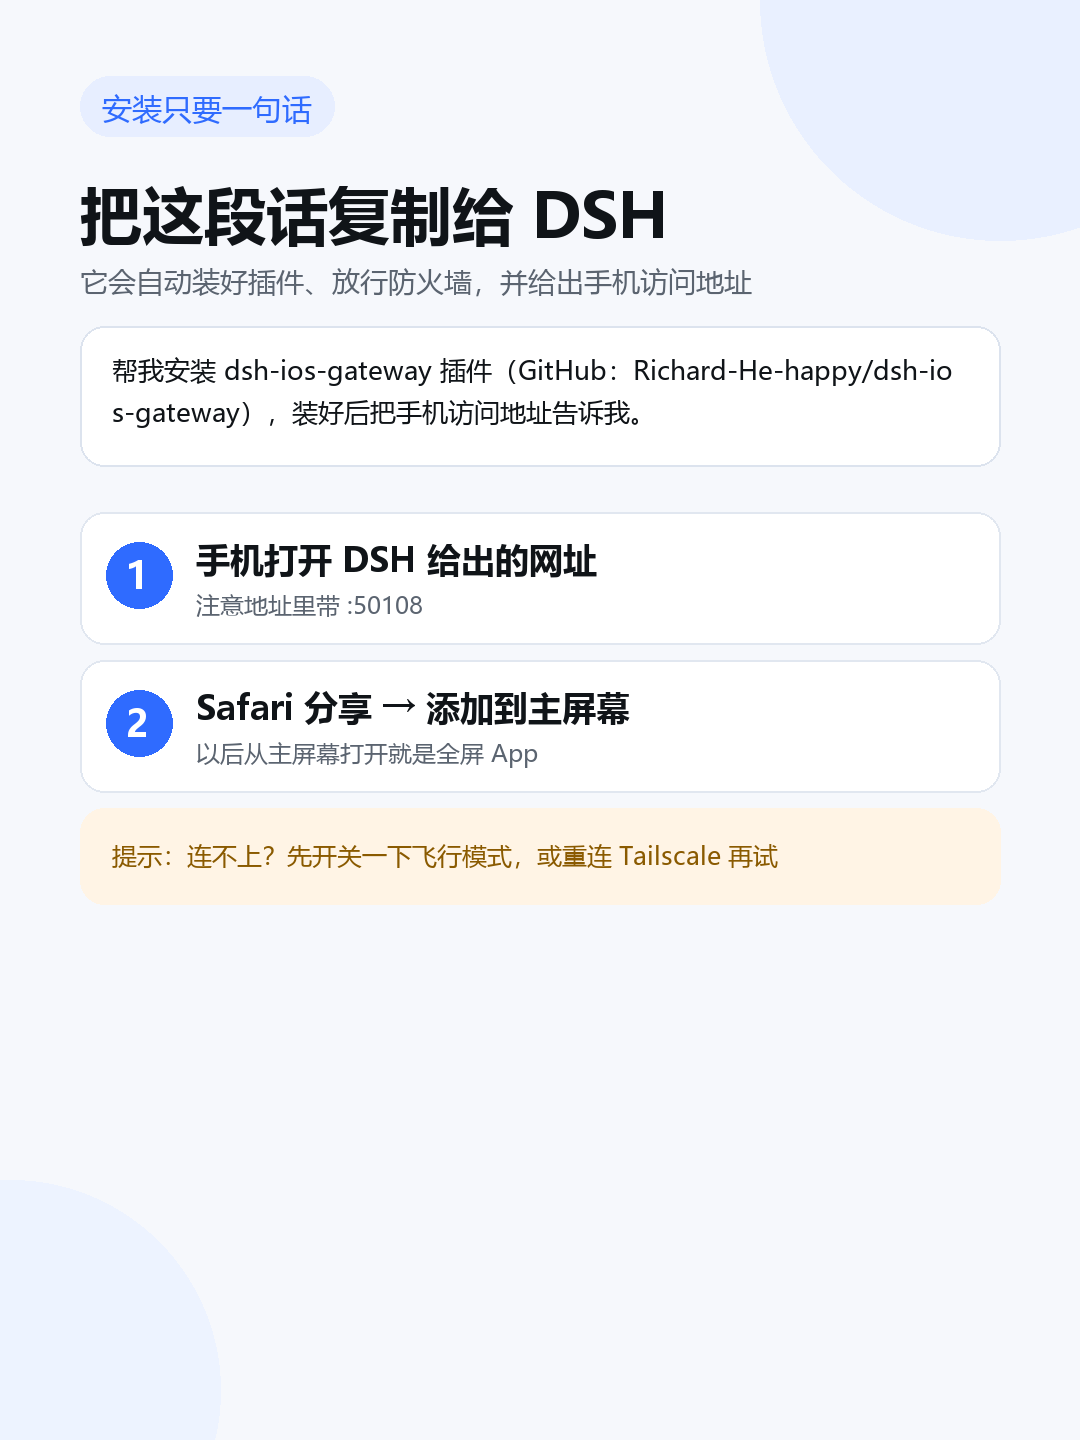 安装只要一句话
把这段话复制给 DSH
它会自动装好插件、放行防火墙，并给出手机访问地址
帮我安装 dsh-ios-gateway 插件（GitHub：Richard-He-happy/dsh-io
s-gateway），装好后把手机访问地址告诉我。
1
手机打开 DSH 给出的网址
注意地址里带 :50108
2
Safari 分享 → 添加到主屏幕
以后从主屏幕打开就是全屏 App
提示：连不上？先开关一下飞行模式，或重连 Tailscale 再试